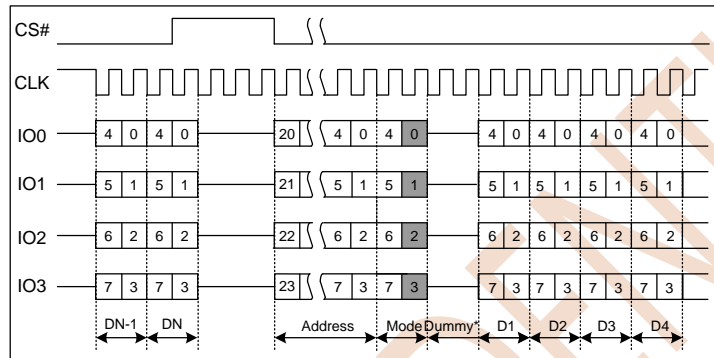 CS#
CLK
IO0 4 0 4 0 20 4 0 4 0 4 0 4 0 4 0 4 0
IO1 5 1 5 1 21 5 1 5 1 5 1 5 1 5 1 5 1
IO2 6 2 6 2 22 6 2 6 2 6 2 6 2 6 2 6 2
IO3 7 3 7 3 23 7 3 7 3 7 3 7 3 7 3 7 3
DN-1 DN Address Mode Dummy* D1 D2 D3 D4